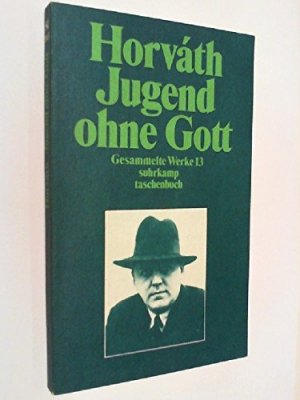 Horváth
Jugend
ohne Gott
Gesammelte Werke 13
suhrkamp
taschenbuch